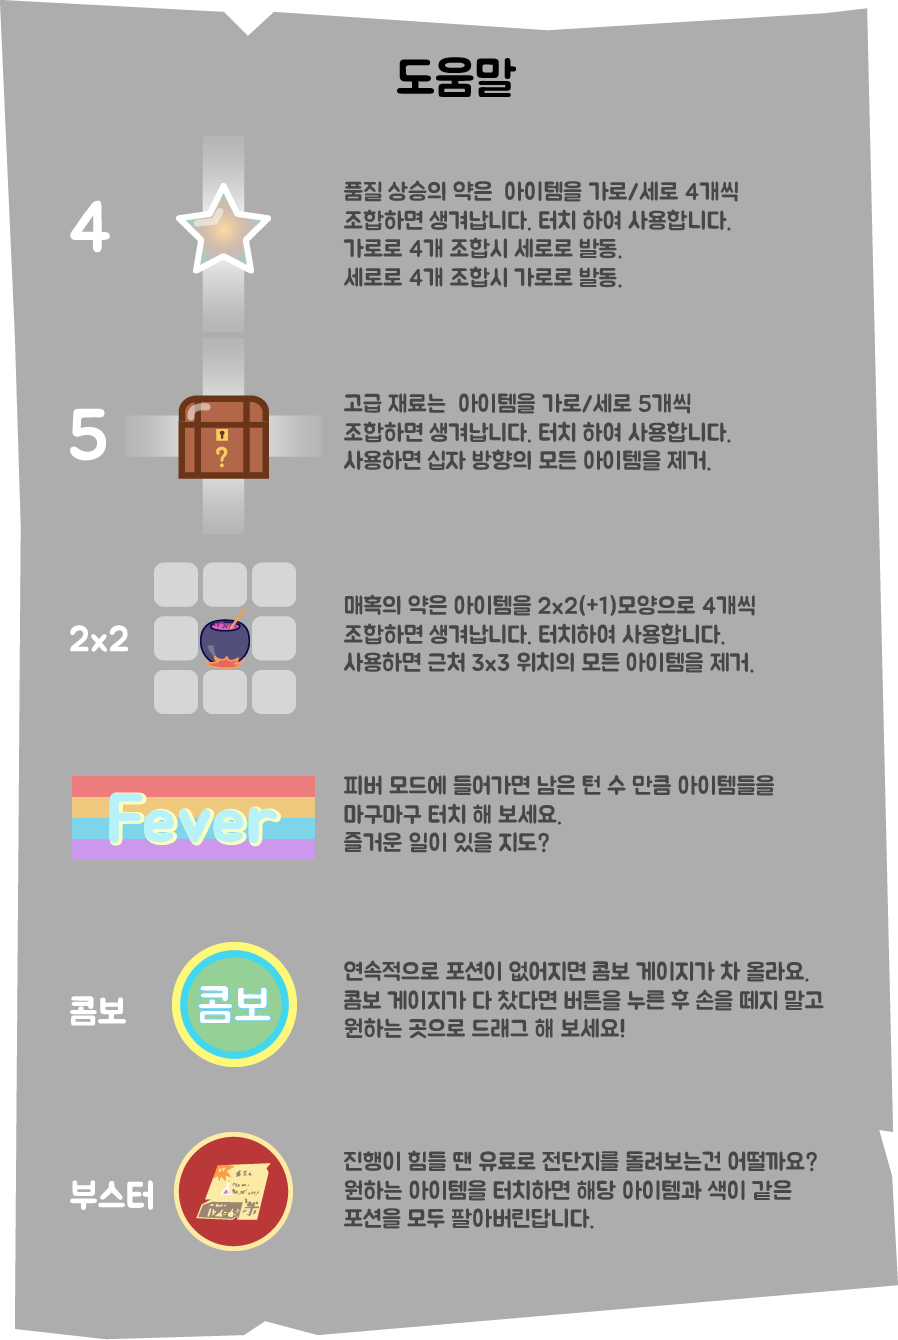 도움말
4
품질 상승의 약은 아이템을 가로/세로 4개씩
조합하면 생겨납니다. 터치 하여 사용합니다.
가로로 4개 조합시 세로로 발동.
세로로 4개 조합시 가로로 발동.
5
고급 재료는 아이템을 가로/세로 5개씩
조합하면 생겨납니다. 터치 하여 사용합니다.
사용하면 십자 방향의 모든 아이템을 제거.
?
2x2
매혹의 약은 아이템을 2x2(+1)모양으로 4개씩
조합하면 생겨납니다. 터치하여 사용합니다.
사용하면 근처 3x3 위치의 모든 아이템을 제거.
Fever
피버 모드에 들어가면 남은 턴 수 만큼 아이템들을
마구마구 터치 해 보세요.
즐거운 일이 있을 지도?
콤보
콤보
연속적으로 포션이 없어지면 콤보 게이지가 차 올라요.
콤보 게이지가 다 찼다면 버튼을 누른 후 손을 떼지 말고
원하는 곳으로 드래그 해 보세요!
부스터
진행이 힘들 땐 유료로 전단지를 돌려보는건 어떨까요?
원하는 아이템을 터치하면 해당 아이템과 색이 같은
포션을 모두 팔아버린답니다.